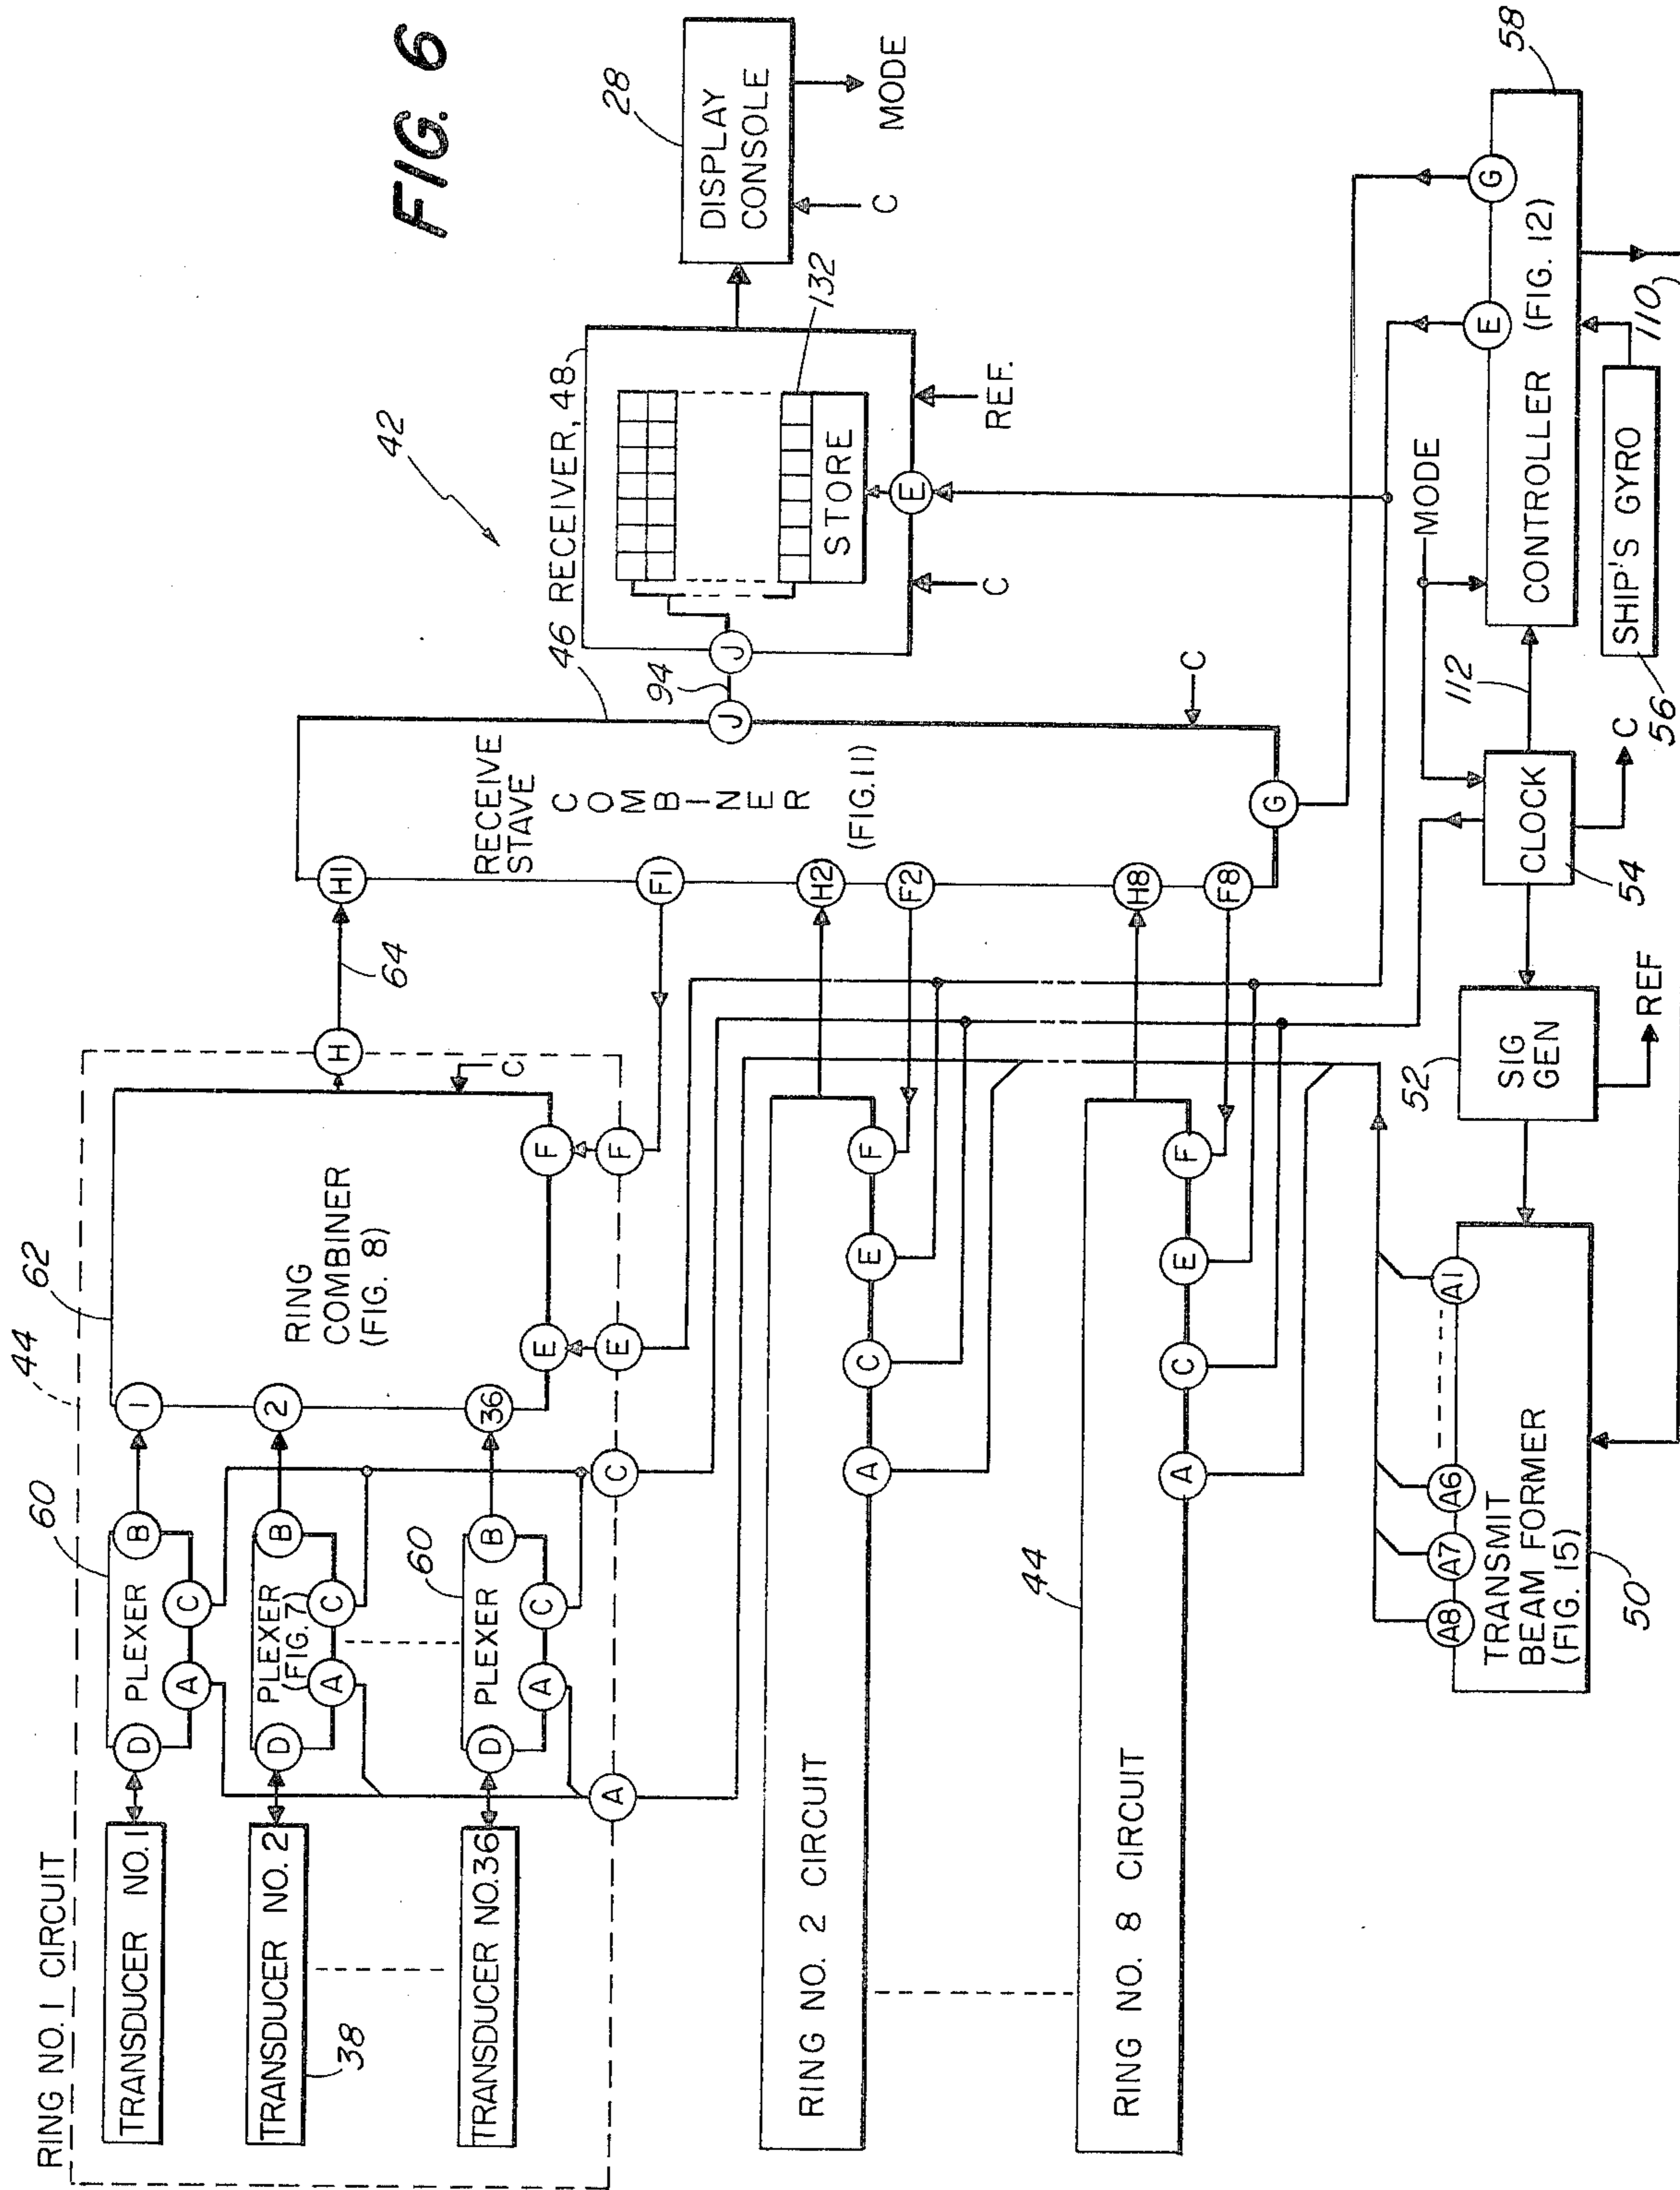 FIG. 6
RING NO. 1 CIRCUIT
44
TRANSDUCER NO. 1
D
PLEXER
B
A
C
60
1
62
TRANSDUCER NO. 2
38
D
PLEXER
(FIG. 7)
B
A
C
2
TRANSDUCER NO. 36
D
PLEXER
B
A
C
60
36
RING
COMBINER
(FIG. 8)
E
F
C
H
64
A
C
E
F
RING NO. 2 CIRCUIT
A
C
E
F
RING NO. 8 CIRCUIT
44
A
C
E
F
H1
F1
H2
F2
H8
F8
RECEIVE
STAVE
COMBINER
(FIG. 11)
46
J
94
G
C
42
RECEIVER, 48
J
STORE
132
E
C
REF.
DISPLAY
CONSOLE
28
C
MODE
A8
A7
A6
A1
TRANSMIT
BEAM FORMER
(FIG. 15)
50
SIG
GEN
52
REF
CLOCK
54
C
112
MODE
E
G
CONTROLLER (FIG. 12)
58
SHIP'S GYRO
56
110